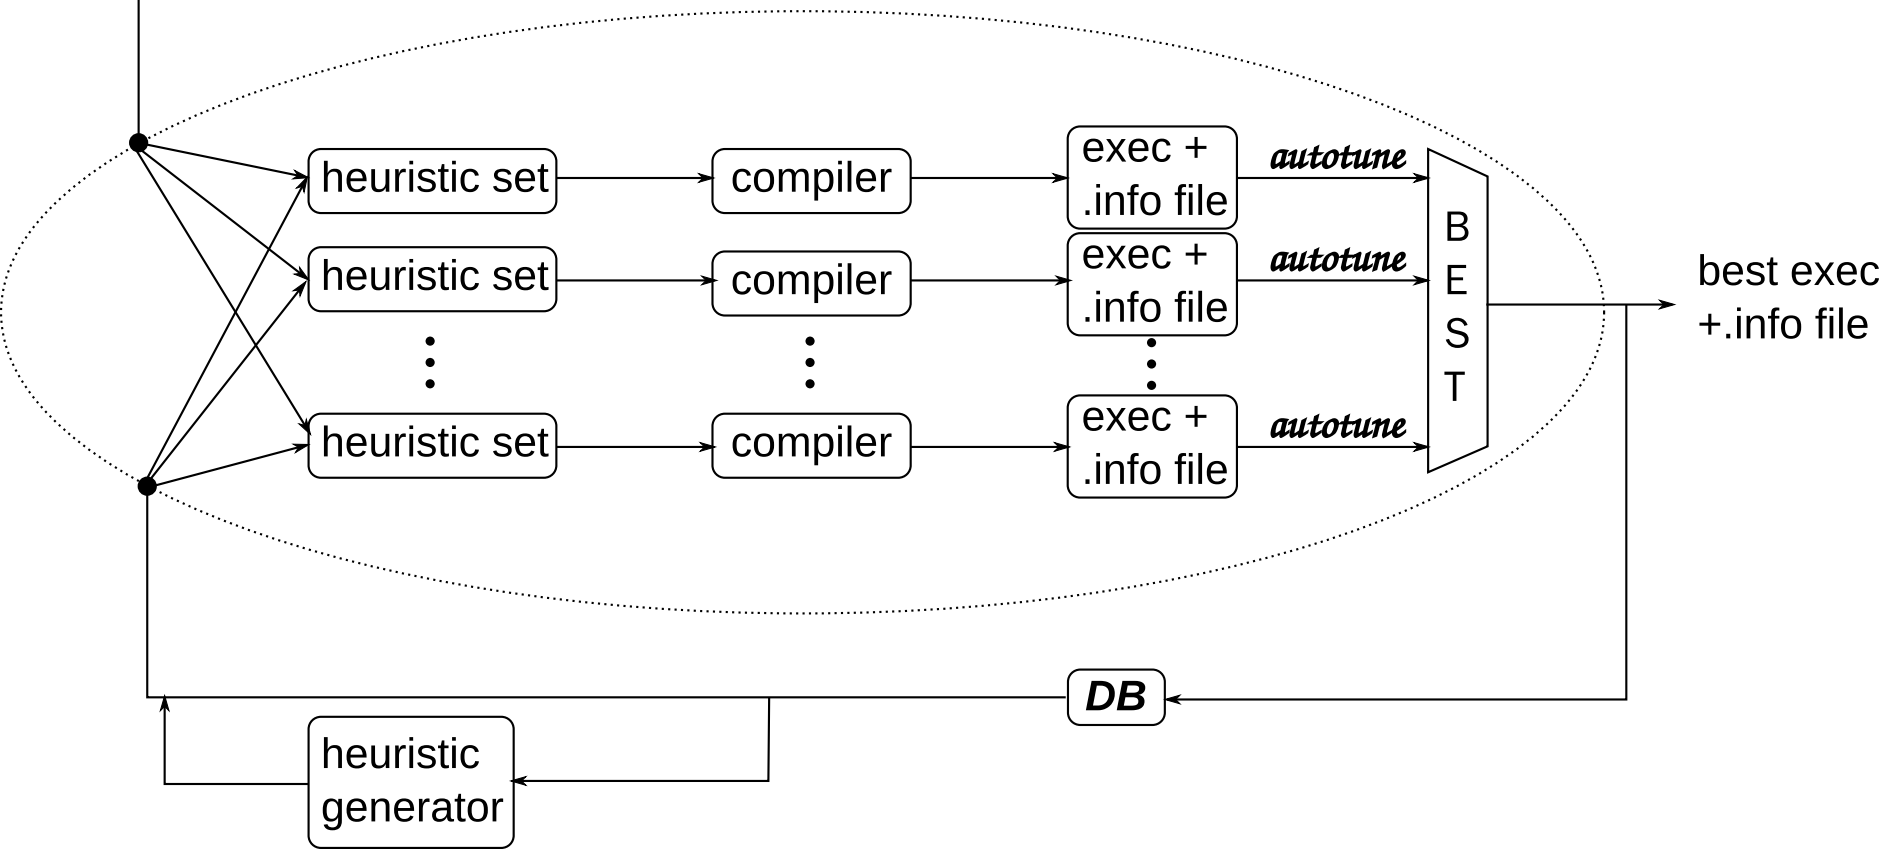 heuristic set
compiler
exec +
.info file
autotune
heuristic set
compiler
exec +
.info file
autotune
heuristic set
compiler
exec +
.info file
autotune
B
E
S
T
best exec
+.info file
DB
heuristic
generator